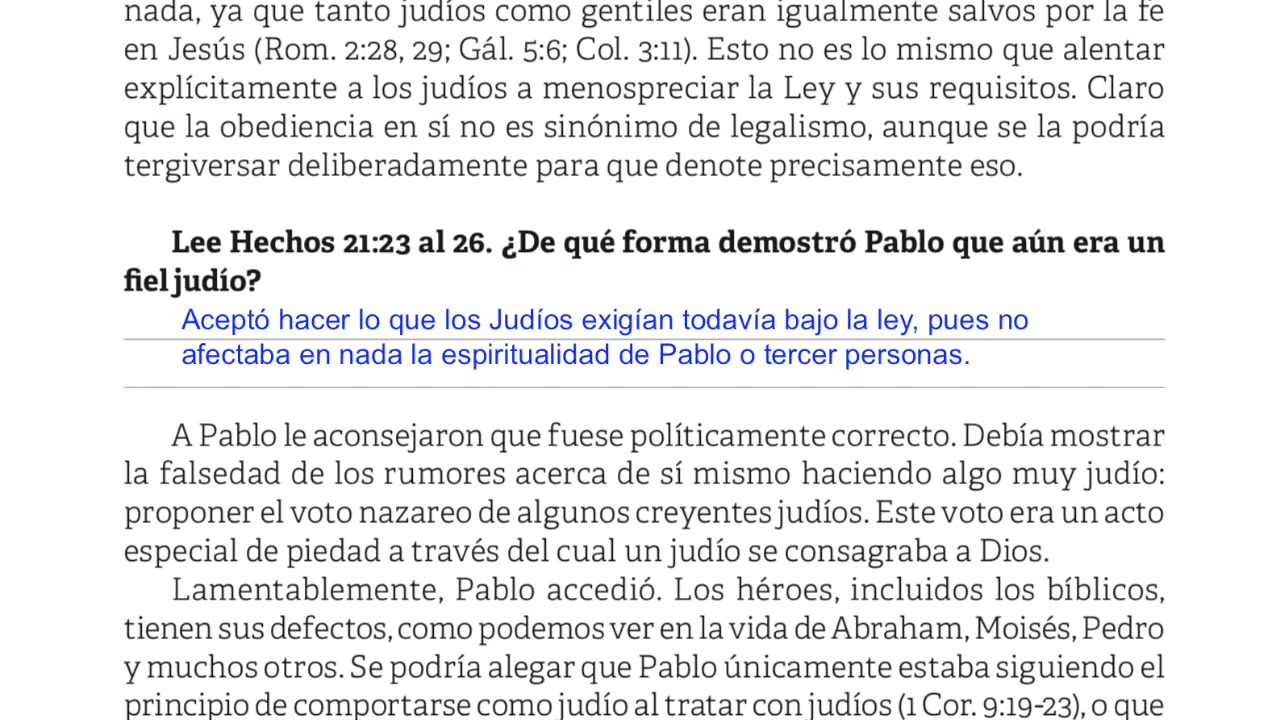 nada, ya que tanto judíos como gentiles eran igualmente salvos por la fe
en Jesús (Rom. 2:28, 29; Gál. 5:6; Col. 3:11). Esto no es lo mismo que alentar
explícitamente a los judíos a menospreciar la Ley y sus requisitos. Claro
que la obediencia en sí no es sinónimo de legalismo, aunque se la podría
tergiversar deliberadamente para que denote precisamente eso.
Lee Hechos 21:23 al 26. ¿De qué forma demostró Pablo que aún era un
fiel judío?
Aceptó hacer lo que los Judíos exigían todavía bajo la ley, pues no
afectaba en nada la espiritualidad de Pablo o tercer personas.
A Pablo le aconsejaron que fuese políticamente correcto. Debía mostrar
la falsedad de los rumores acerca de sí mismo haciendo algo muy judío:
proponer el voto nazareo de algunos creyentes judíos. Este voto era un acto
especial de piedad a través del cual un judío se consagraba a Dios.
Lamentablemente, Pablo accedió. Los héroes, incluidos los bíblicos,
tienen sus defectos, como podemos ver en la vida de Abraham, Moisés, Pedro
y muchos otros. Se podría alegar que Pablo únicamente estaba siguiendo el
principio de comportarse como judío al tratar con judíos (1 Cor. 9:19-23), o que